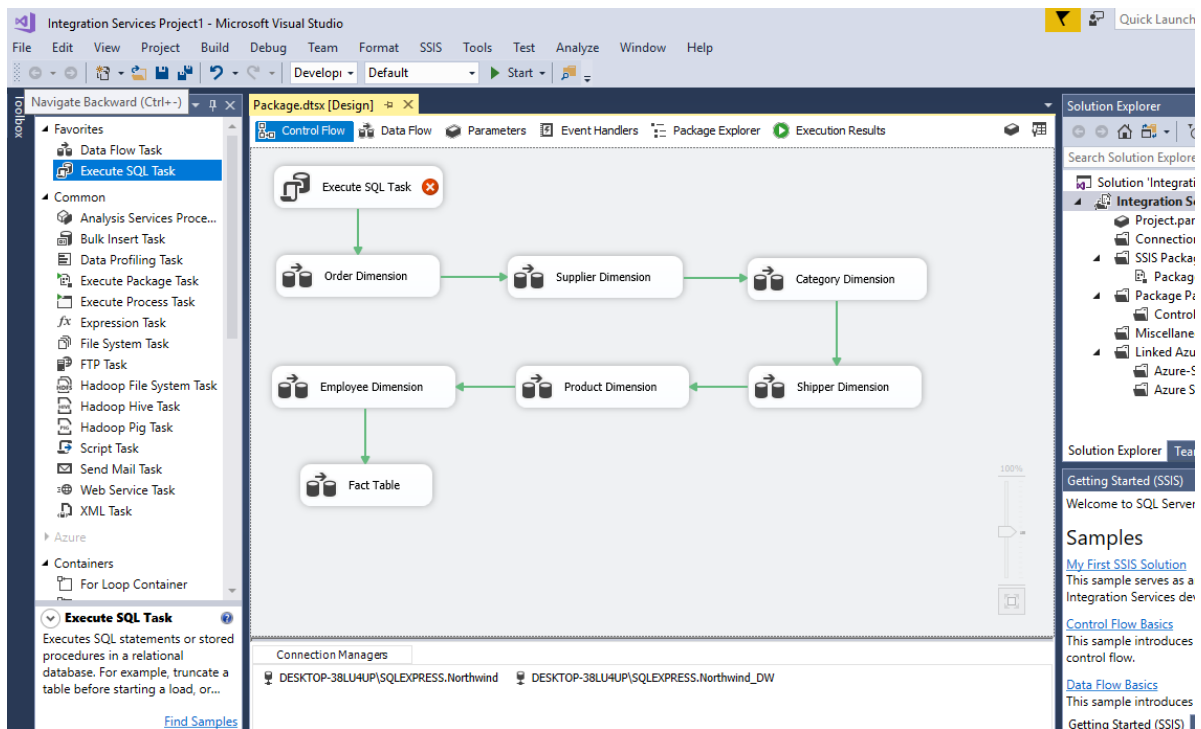 Integration Services Project1 - Microsoft Visual Studio
Quick Launch
File Edit View Project Build Debug Team Format SSIS Tools Test Analyze Window Help
Developi Default Start
Toolbox
Navigate Backward (Ctrl+-)
Favorites
Data Flow Task
Execute SQL Task
Common
Analysis Services Proce...
Bulk Insert Task
Data Profiling Task
Execute Package Task
Execute Process Task
Expression Task
File System Task
FTP Task
Hadoop File System Task
Hadoop Hive Task
Hadoop Pig Task
Script Task
Send Mail Task
Web Service Task
XML Task
Azure
Containers
For Loop Container
Execute SQL Task
Executes SQL statements or stored
procedures in a relational
database. For example, truncate a
table before starting a load, or...
Find Samples
Package.dtsx [Design]
Control Flow Data Flow Parameters Event Handlers Package Explorer Execution Results
Execute SQL Task
Order Dimension Supplier Dimension Category Dimension
Employee Dimension Product Dimension Shipper Dimension
Fact Table
100%
Connection Managers
DESKTOP-38LU4UP\SQLEXPRESS.Northwind DESKTOP-38LU4UP\SQLEXPRESS.Northwind_DW
Solution Explorer
Search Solution Explore
Solution 'Integrati
Integration Se
Project.par
Connection
SSIS Packag
Packag
Package Pa
Control
Miscellane
Linked Azu
Azure-S
Azure S
Solution Explorer Tea
Getting Started (SSIS)
Welcome to SQL Server
Samples
My First SSIS Solution
This sample serves as a
Integration Services dev
Control Flow Basics
This sample introduces
control flow.
Data Flow Basics
This sample introduces
Getting Started (SSIS)